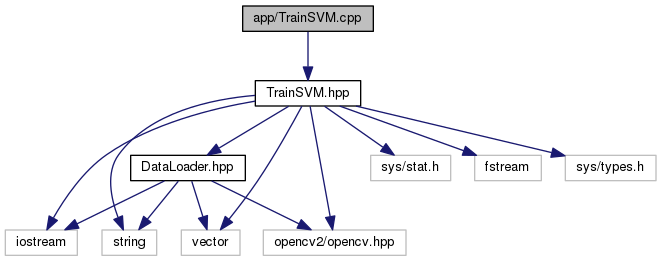 app/TrainSVM.cpp
TrainSVM.hpp
DataLoader.hpp
sys/stat.h
fstream
sys/types.h
iostream
string
vector
opencv2/opencv.hpp